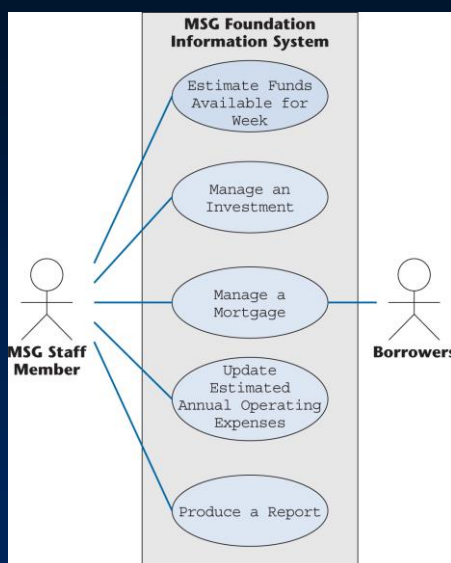 MSG Foundation
Information System
Estimate Funds
Available for
Week
Manage an
Investment
Manage a
Mortgage
MSG Staff
Member
Borrowers
Update
Estimated
Annual Operating
Expenses
Produce a Report